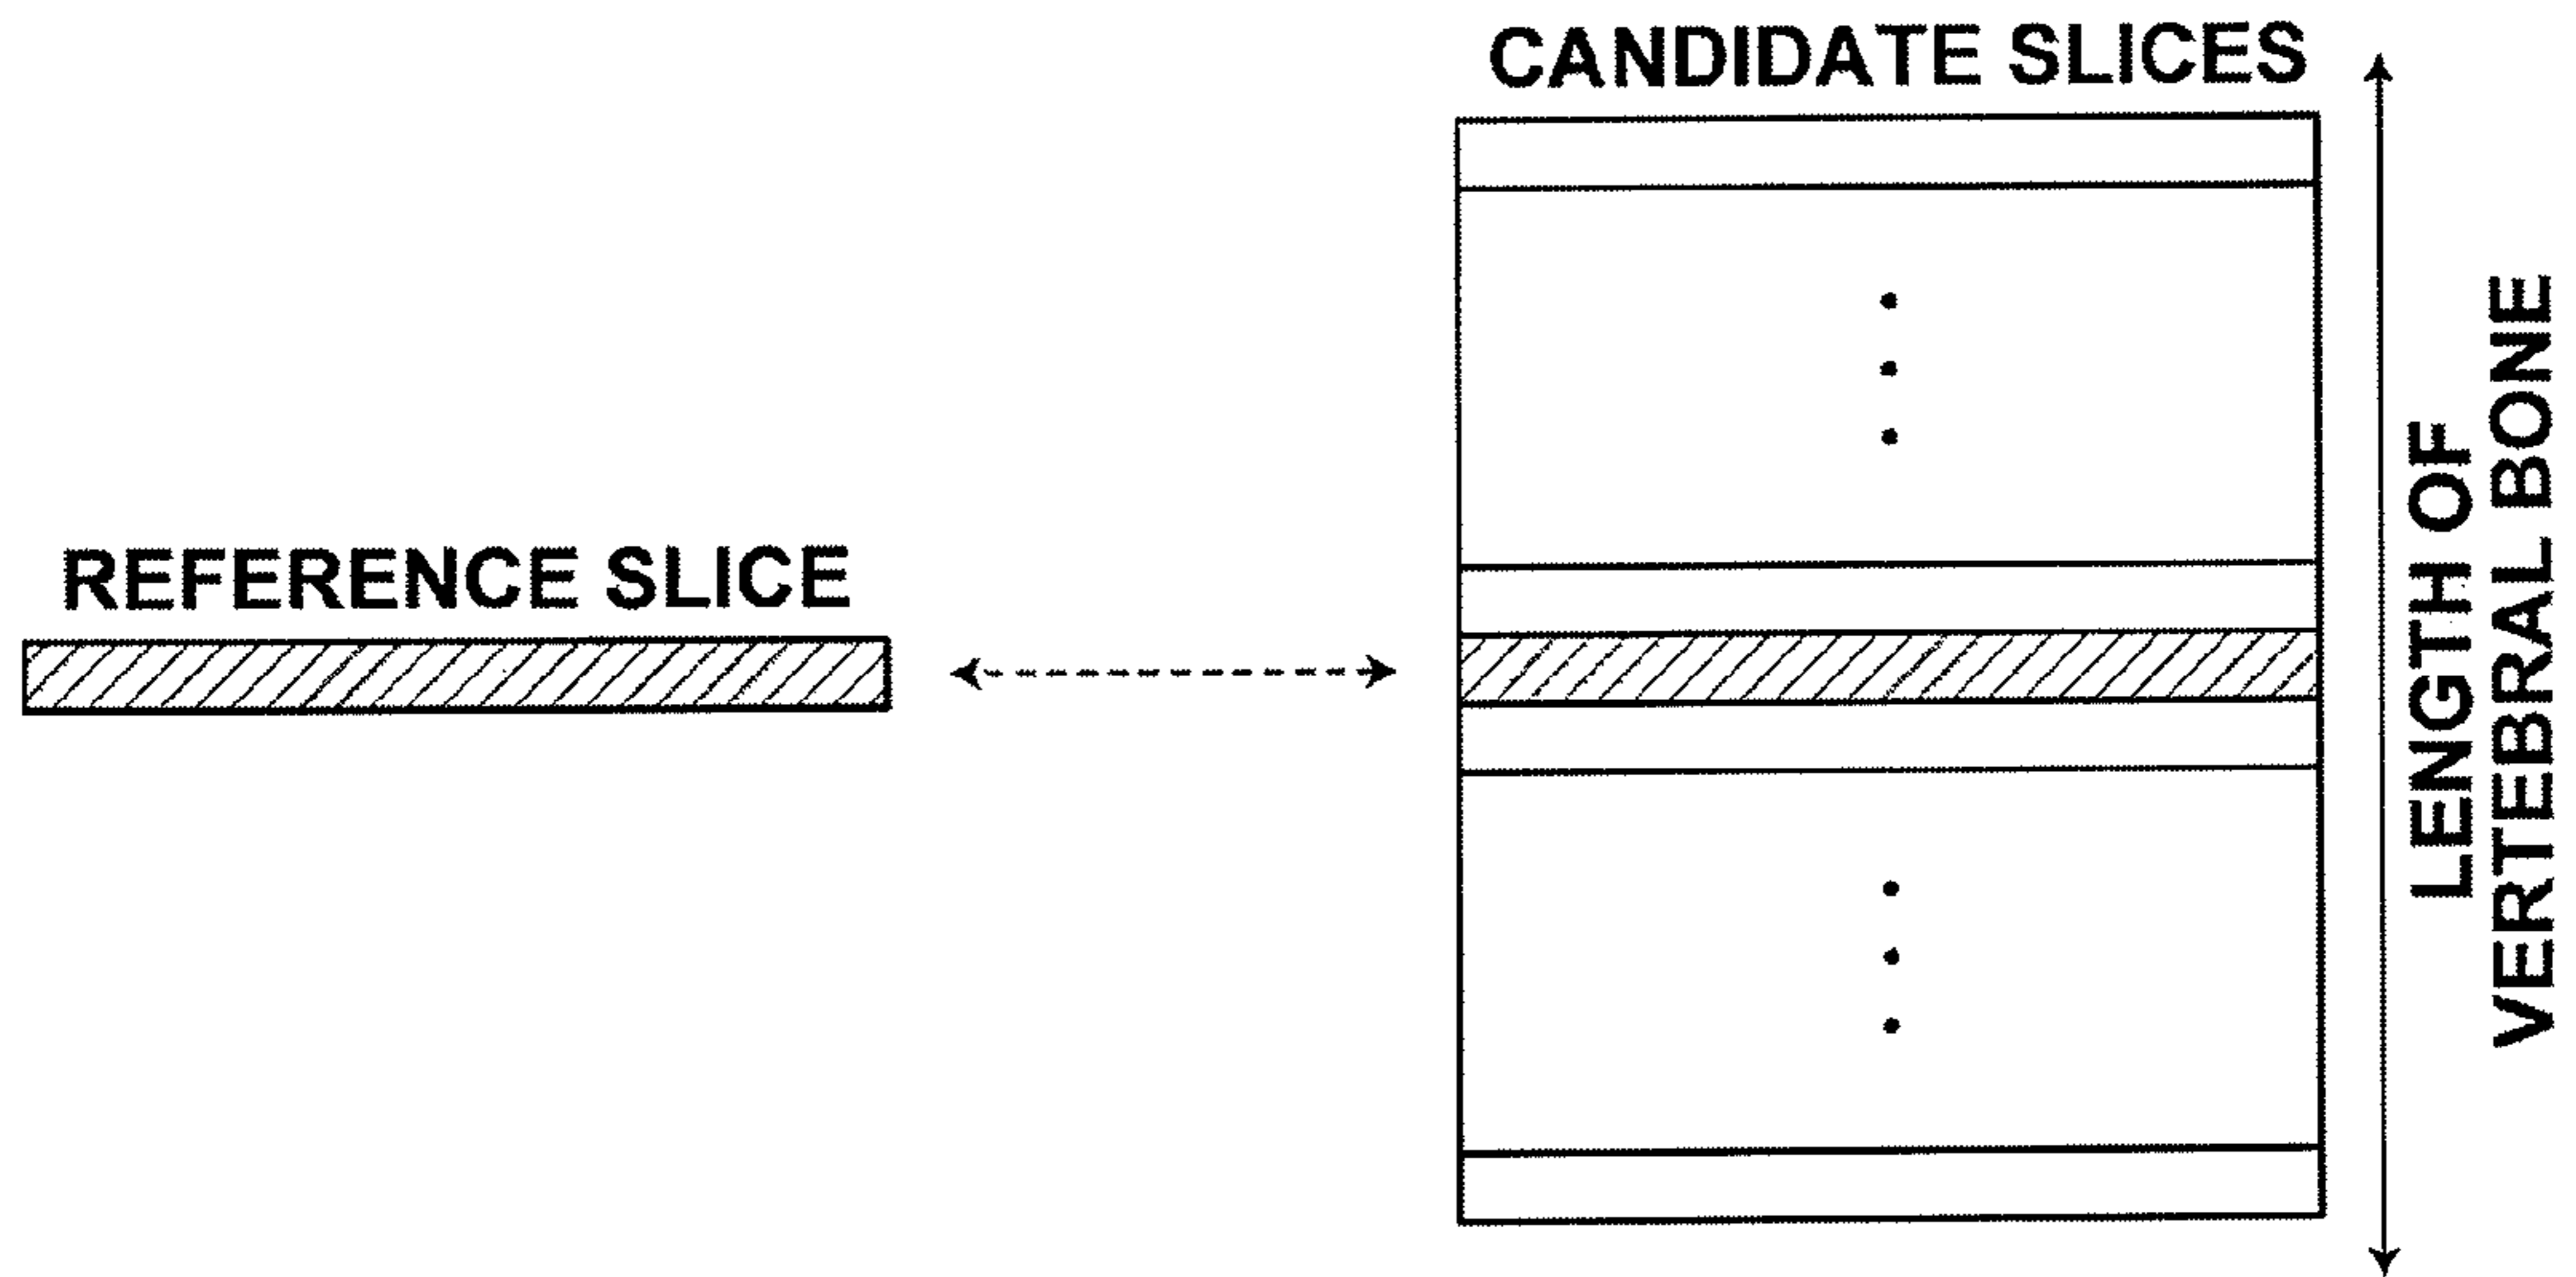 CANDIDATE SLICES
REFERENCE SLICE
LENGTH OF
VERTEBRAL BONE